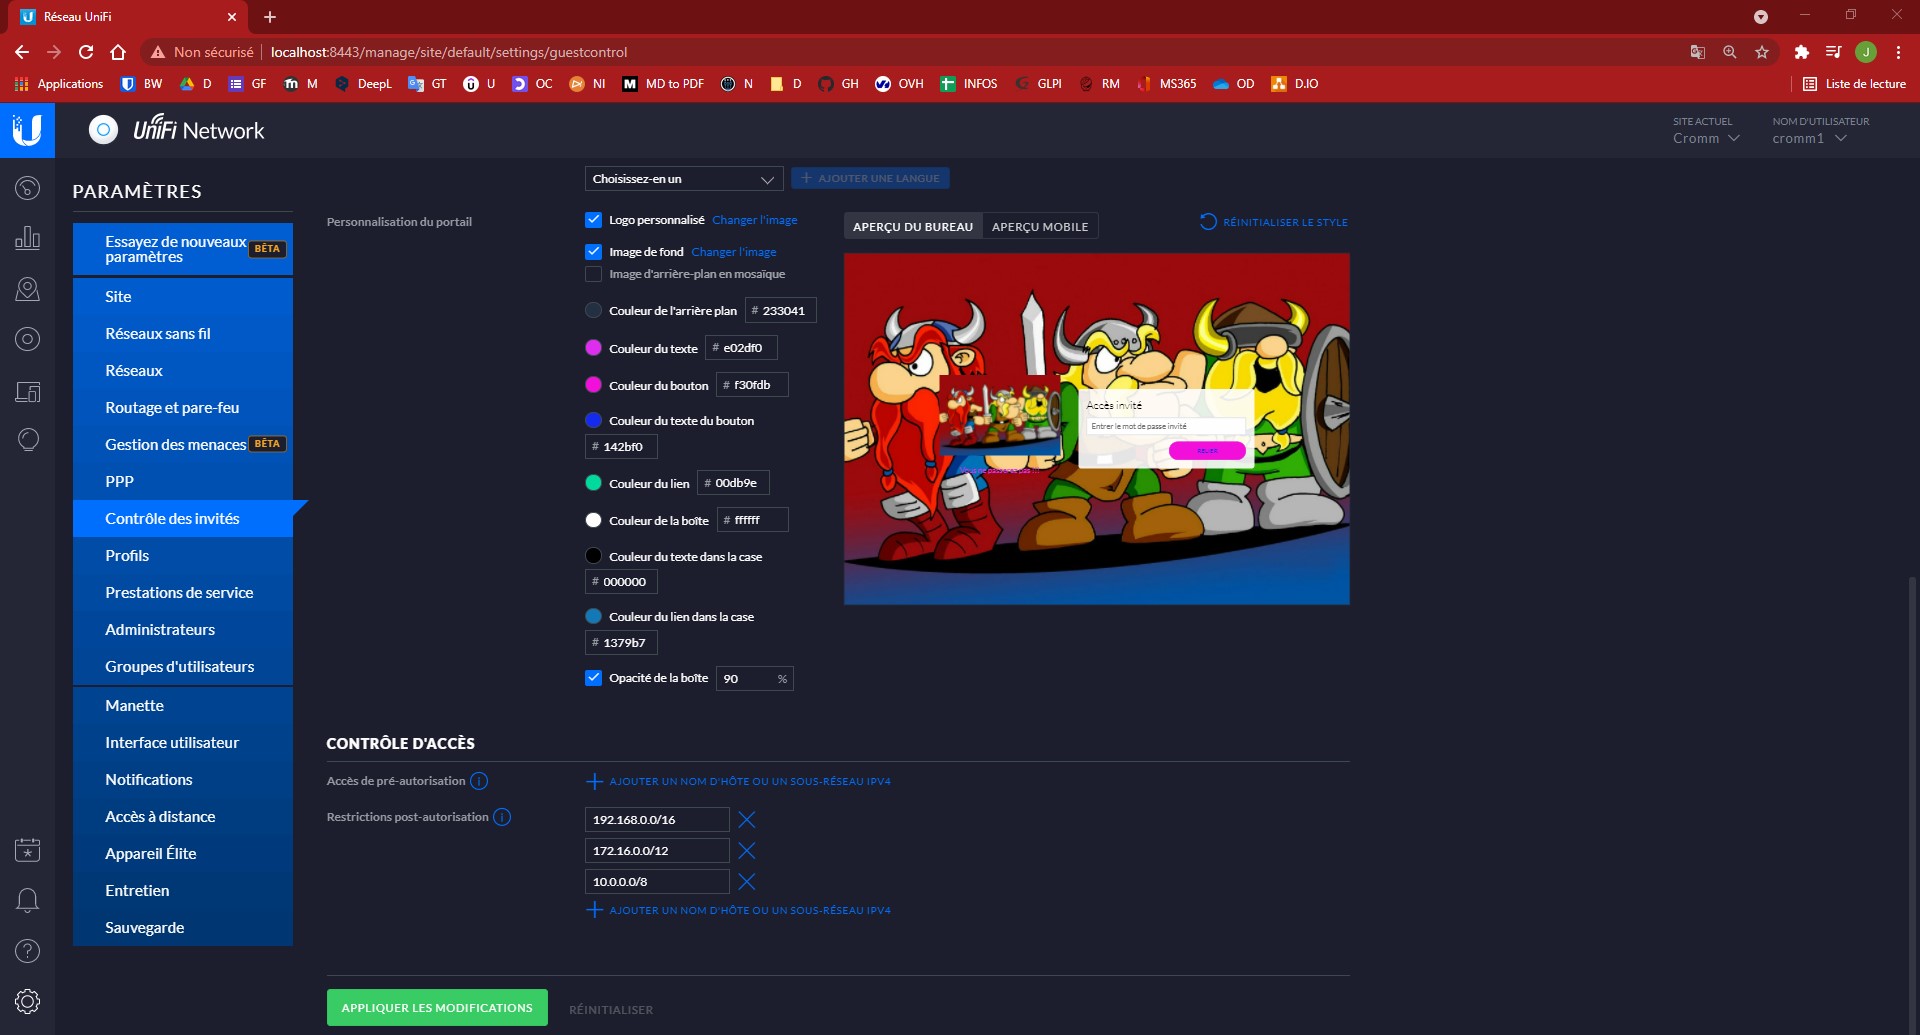 Réseau UniFi
Non sécurisé
localhost:8443/manage/site/default/settings/guestcontrol
J
Applications
BW
D
GF
M
DeepL
GT
U
OC
NI
MD to PDF
N
D
GH
OVH
INFOS
GLPI
RM
MS365
OD
D.IO
Liste de lecture
UniFi Network
SITE ACTUEL
Cromm
NOM D'UTILISATEUR
cromm1
PARAMÈTRES
Essayez de nouveaux
paramètres
BÊTA
Site
Réseaux sans fil
Réseaux
Routage et pare-feu
Gestion des menaces BÊTA
PPP
Contrôle des invités
Profils
Prestations de service
Administrateurs
Groupes d'utilisateurs
Manette
Interface utilisateur
Notifications
Accès à distance
Appareil Élite
Entretien
Sauvegarde
Choisissez-en un
AJOUTER UNE LANGUE
Personnalisation du portail
Logo personnalisé Changer l'image
Image de fond Changer l'image
Image d'arrière-plan en mosaïque
Couleur de l'arrière plan # 233041
Couleur du texte # e02df0
Couleur du bouton # f30fdb
Couleur du texte du bouton
# 142bf0
Couleur du lien # 00db9e
Couleur de la boîte # ffffff
Couleur du texte dans la case
# 000000
Couleur du lien dans la case
# 1379b7
Opacité de la boîte 90 %
APERÇU DU BUREAU
APERÇU MOBILE
RÉINITIALISER LE STYLE
Accès invité
Entrer le mot de passe invité
RELIER
CONTRÔLE D'ACCÈS
Accès de pré-autorisation
AJOUTER UN NOM D'HÔTE OU UN SOUS-RÉSEAU IPV4
Restrictions post-autorisation
192.168.0.0/16
172.16.0.0/12
10.0.0.0/8
AJOUTER UN NOM D'HÔTE OU UN SOUS-RÉSEAU IPV4
APPLIQUER LES MODIFICATIONS
RÉINITIALISER